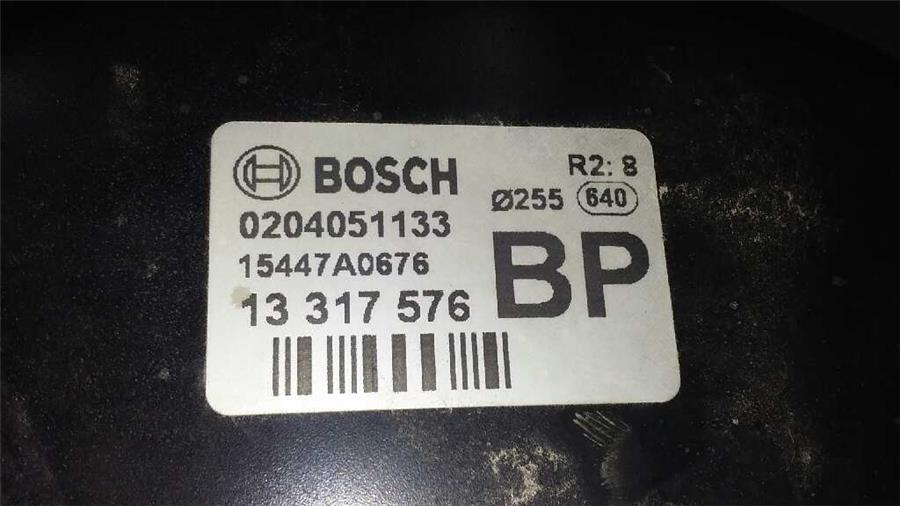 BOSCH
R2: 8
0204051133
Ø255 640
15447A0676
13 317 576
BP